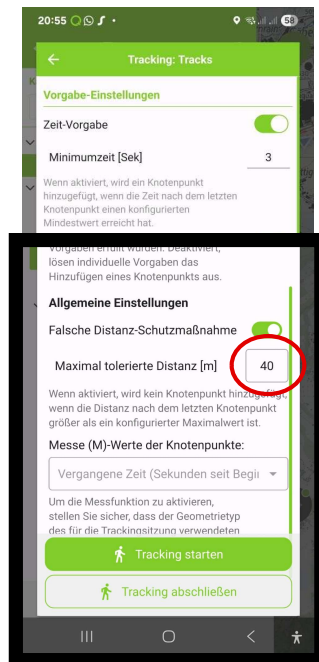 20:55
58
Tracking: Tracks
Vorgabe-Einstellungen
Zeit-Vorgabe
Minimumzeit [Sek] 3
Wenn aktiviert, wird ein Knotenpunkt
hinzugefügt, wenn die Zeit nach dem letzten
Knotenpunkt einen konfigurierten
Mindestwert erreicht hat.
Vorgaben erfüllt wurden. Deaktiviert,
lösen individuelle Vorgaben das
Hinzufügen eines Knotenpunkts aus.
Allgemeine Einstellungen
Falsche Distanz-Schutzmaßnahme
Maximal tolerierte Distanz [m] 40
Wenn aktiviert, wird kein Knotenpunkt hinzugefügt,
wenn die Distanz nach dem letzten Knotenpunkt
größer als ein konfigurierter Maximalwert ist.
Messe (M)-Werte der Knotenpunkte:
Vergangene Zeit (Sekunden seit Begi
Um die Messfunktion zu aktivieren,
stellen Sie sicher, dass der Geometrietyp
des für die Trackingsitzung verwendeten
Tracking starten
Tracking abschließen